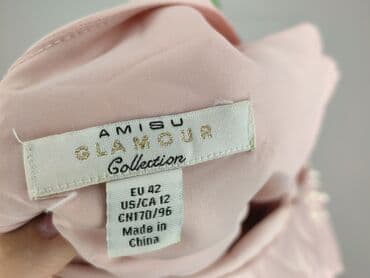 AMISU
GLAMOUR
Collection
EU 42
US/CA 12
CN170/96
Made in
China